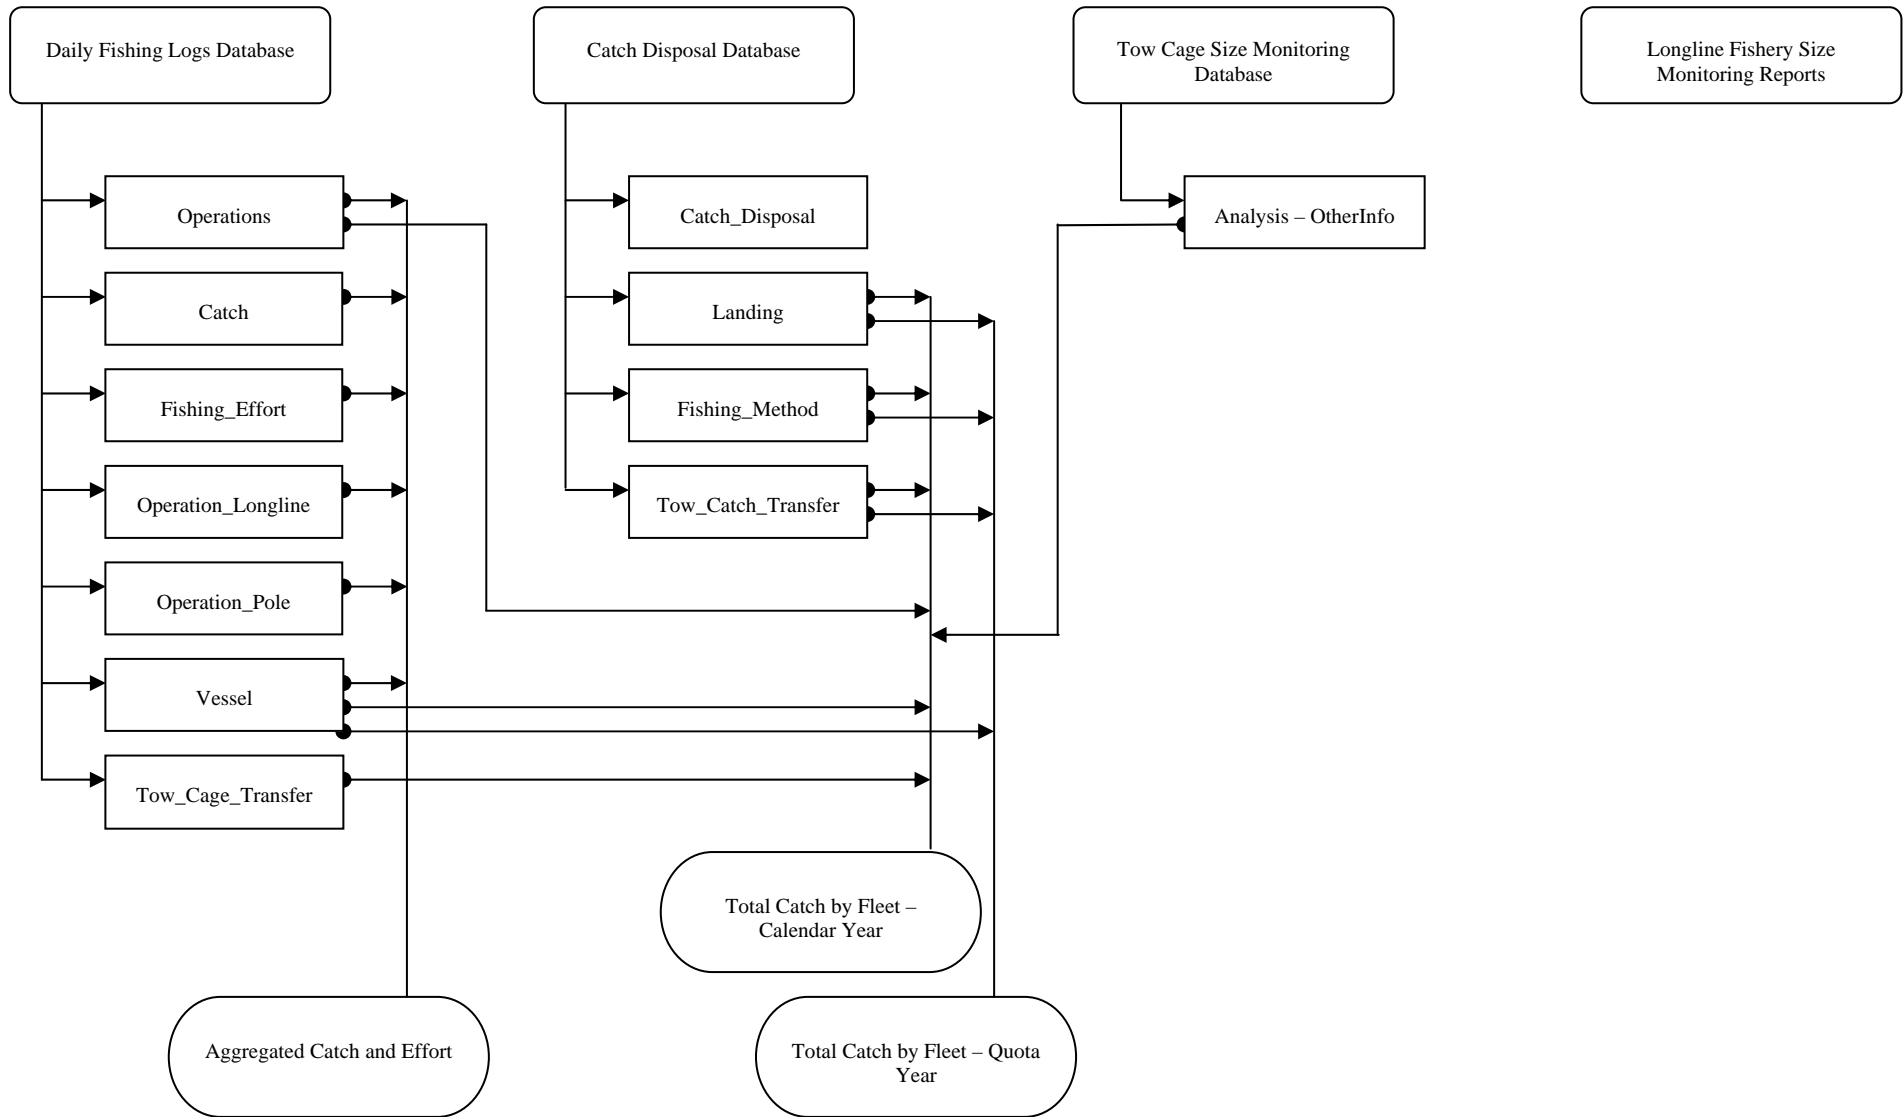 Daily Fishing Logs Database
Catch Disposal Database
Tow Cage Size Monitoring
Database
Longline Fishery Size
Monitoring Reports
Operations
Catch_Disposal
Analysis – OtherInfo
Catch
Landing
Fishing_Effort
Fishing_Method
Operation_Longline
Tow_Catch_Transfer
Operation_Pole
Vessel
Tow_Cage_Transfer
Total Catch by Fleet –
Calendar Year
Aggregated Catch and Effort
Total Catch by Fleet – Quota
Year